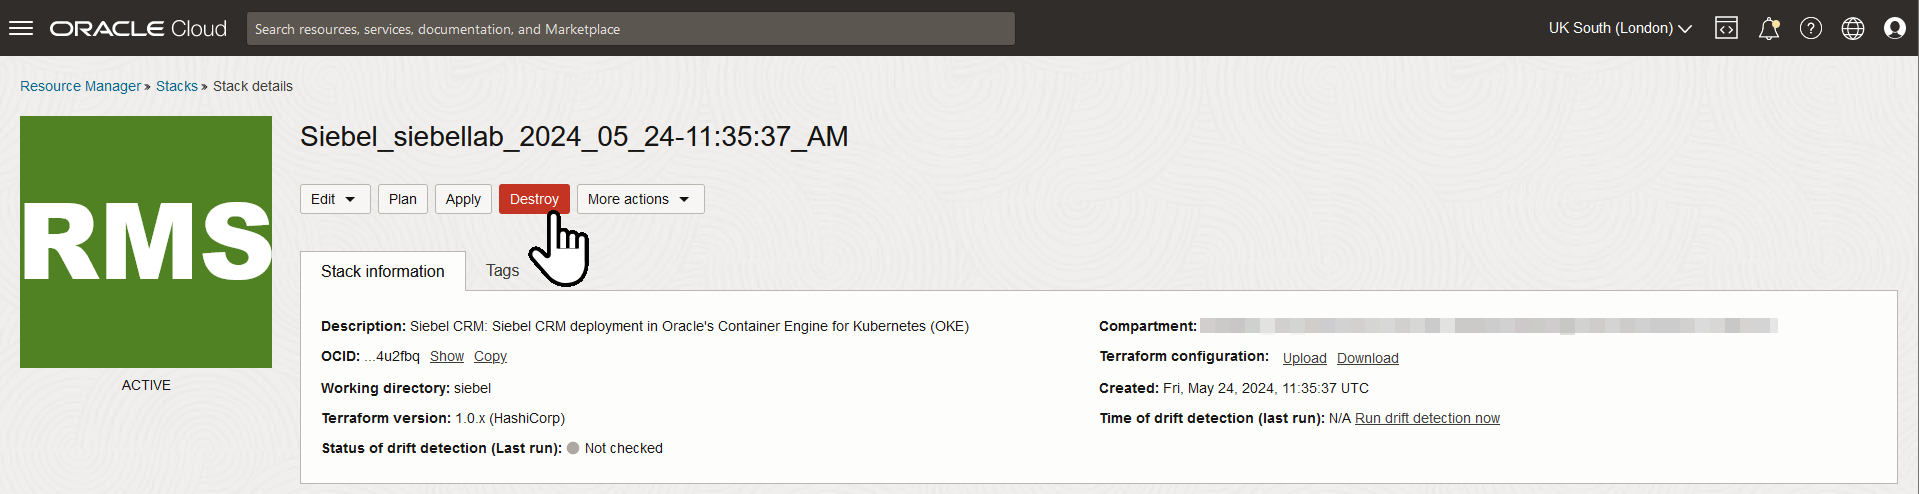 ORACLE Cloud
Search resources, services, documentation, and Marketplace
UK South (London)
Resource Manager » Stacks » Stack details
RMS
ACTIVE
Siebel_siebellab_2024_05_24-11:35:37_AM
Edit Plan Apply Destroy More actions
Stack information Tags
Description: Siebel CRM: Siebel CRM deployment in Oracle's Container Engine for Kubernetes (OKE)
OCID: ...4u2fbq Show Copy
Working directory: siebel
Terraform version: 1.0.x (HashiCorp)
Status of drift detection (Last run): Not checked
Compartment:
Terraform configuration: Upload Download
Created: Fri, May 24, 2024, 11:35:37 UTC
Time of drift detection (last run): N/A Run drift detection now